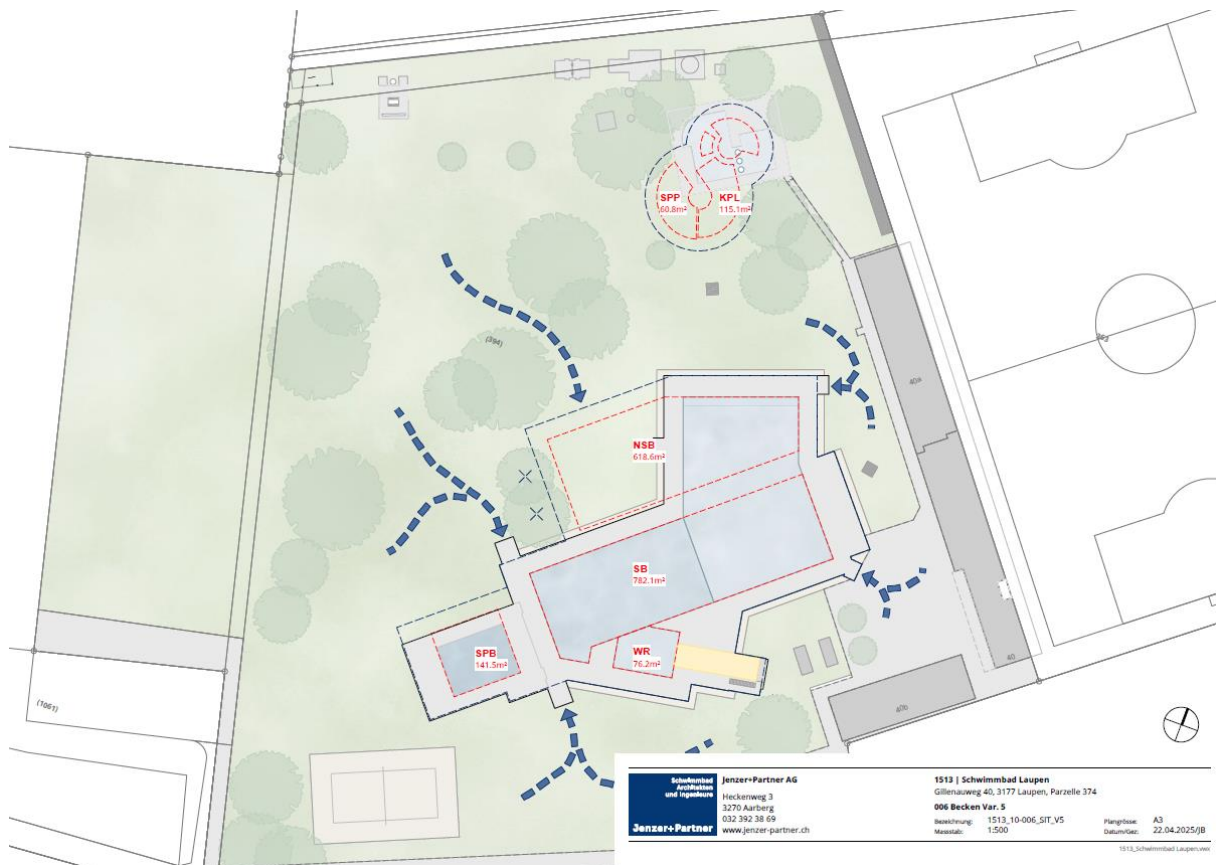 SPP
60.8m²
KPL
115.1m²
(394)
362
40a
NSB
618.6m²
SB
782.1m²
SPB
141.5m²
WR
76.2m²
40
40b
(1061)
Schwimmbad
Architekten
und Ingenieure
Jenzer+Partner
Jenzer+Partner AG
Heckenweg 3
3270 Aarberg
032 392 38 69
www.jenzer-partner.ch
1513 | Schwimmbad Laupen
Gillenauweg 40, 3177 Laupen, Parzelle 374
006 Becken Var. 5
Bezeichnung: 1513_10-006_SIT_V5
Massstab: 1:500
Plangrösse: A3
Datum/Gez: 22.04.2025/JB
1513_Schwimmbad Laupen.vwx